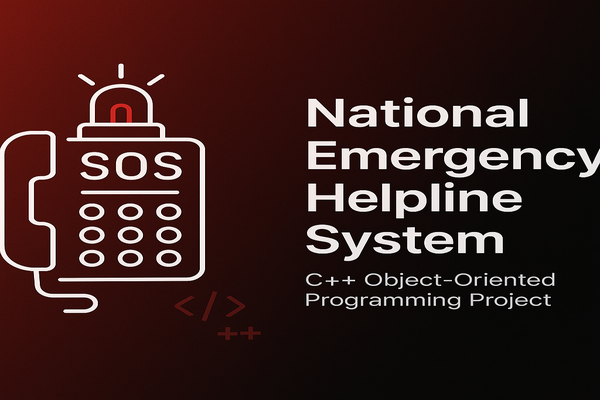 SOS
National
Emergency
Helpline
System
C++ Object-Oriented
Programming Project
</>
++